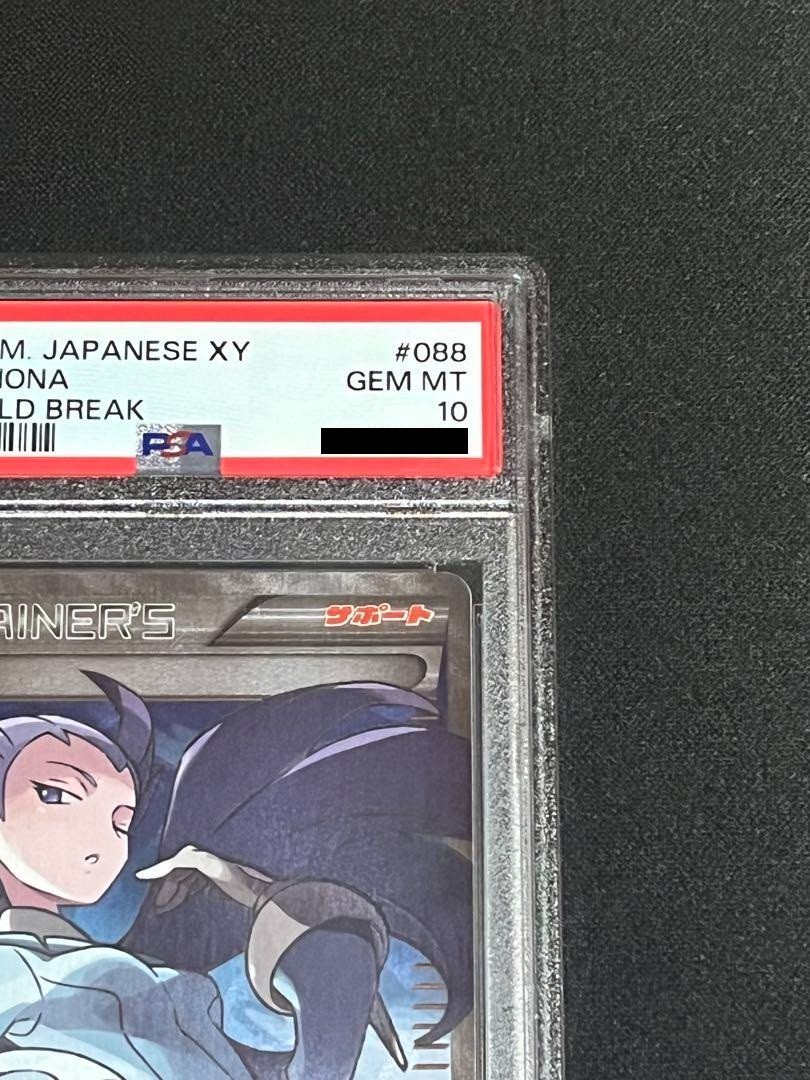 M. JAPANESE XY #088
IONA GEM MT
LD BREAK 10
PSA
AINER'S サポート